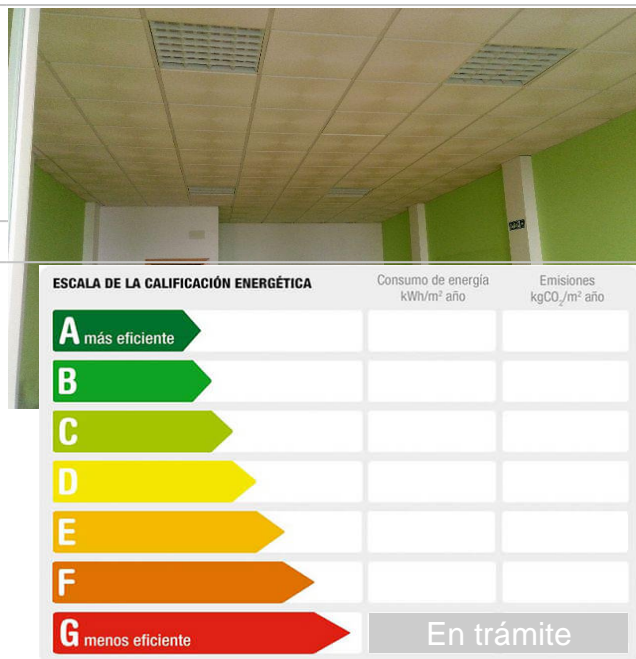 ESCALA DE LA CALIFICACIÓN ENERGÉTICA
Consumo de energía
kWh/m² año
Emisiones
kgCO₂/m² año
A más eficiente
B
C
D
E
F
G menos eficiente
En trámite